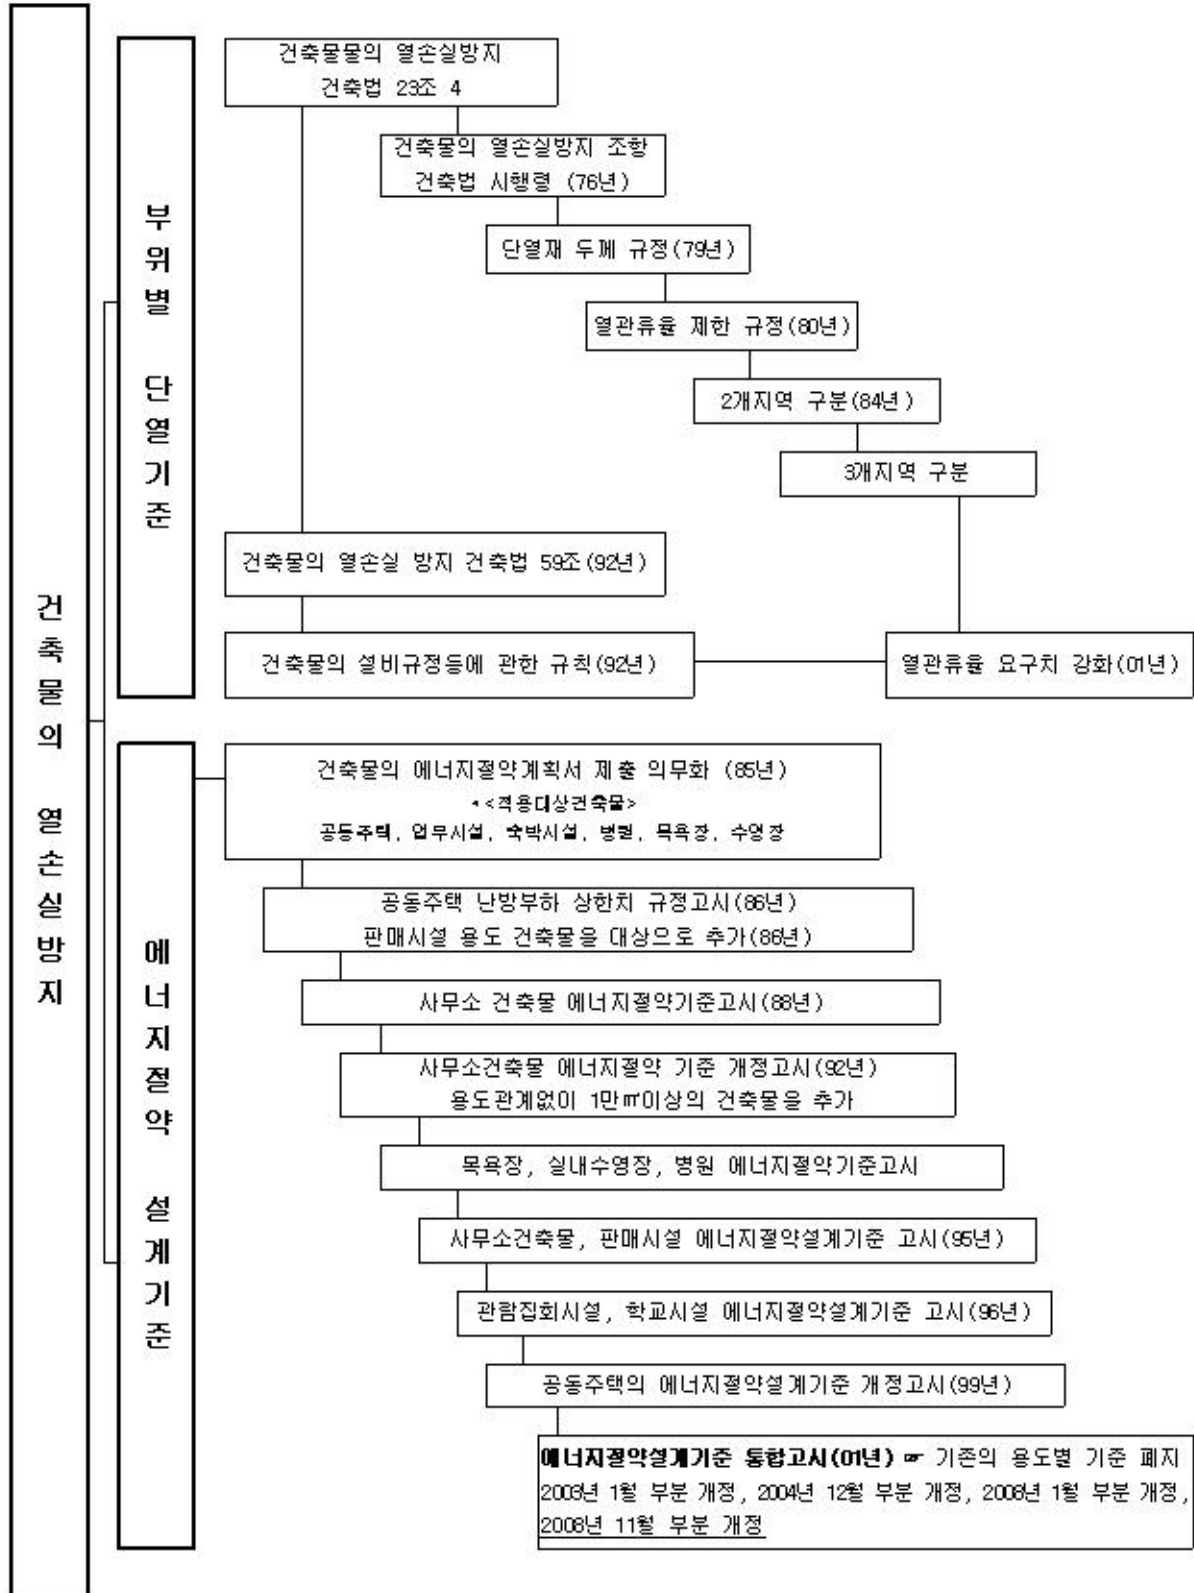 건축물의 열손실방지
부위별 단열기준
건축물물의 열손실방지
건축법 23조 4
건축물의 열손실방지 조항
건축법 시행령 (76년)
단열재 두께 규정(79년)
열관류율 제한 규정(80년)
2개지역 구분(84년)
3개지역 구분
건축물의 열손실 방지 건축법 59조(92년)
건축물의 설비규정등에 관한 규칙(92년)
열관류율 요구치 강화(01년)
에너지절약 설계기준
건축물의 에너지절약계획서 제출 의무화 (85년)
*<적용대상건축물>
공동주택, 업무시설, 숙박시설, 병원, 목욕장, 수영장
공동주택 난방부하 상한치 규정고시(86년)
판매시설 용도 건축물을 대상으로 추가(86년)
사무소 건축물 에너지절약기준고시(88년)
사무소건축물 에너지절약 기준 개정고시(92년)
용도관계없이 1만㎡이상의 건축물을 추가
목욕장, 실내수영장, 병원 에너지절약기준고시
사무소건축물, 판매시설 에너지절약설계기준 고시(95년)
관람집회시설, 학교시설 에너지절약설계기준 고시(96년)
공동주택의 에너지절약설계기준 개정고시(99년)
에너지절약설계기준 통합고시(01년) ☞ 기존의 용도별 기준 폐지
2003년 1월 부분 개정, 2004년 12월 부분 개정, 2008년 1월 부분 개정,
2008년 11월 부분 개정